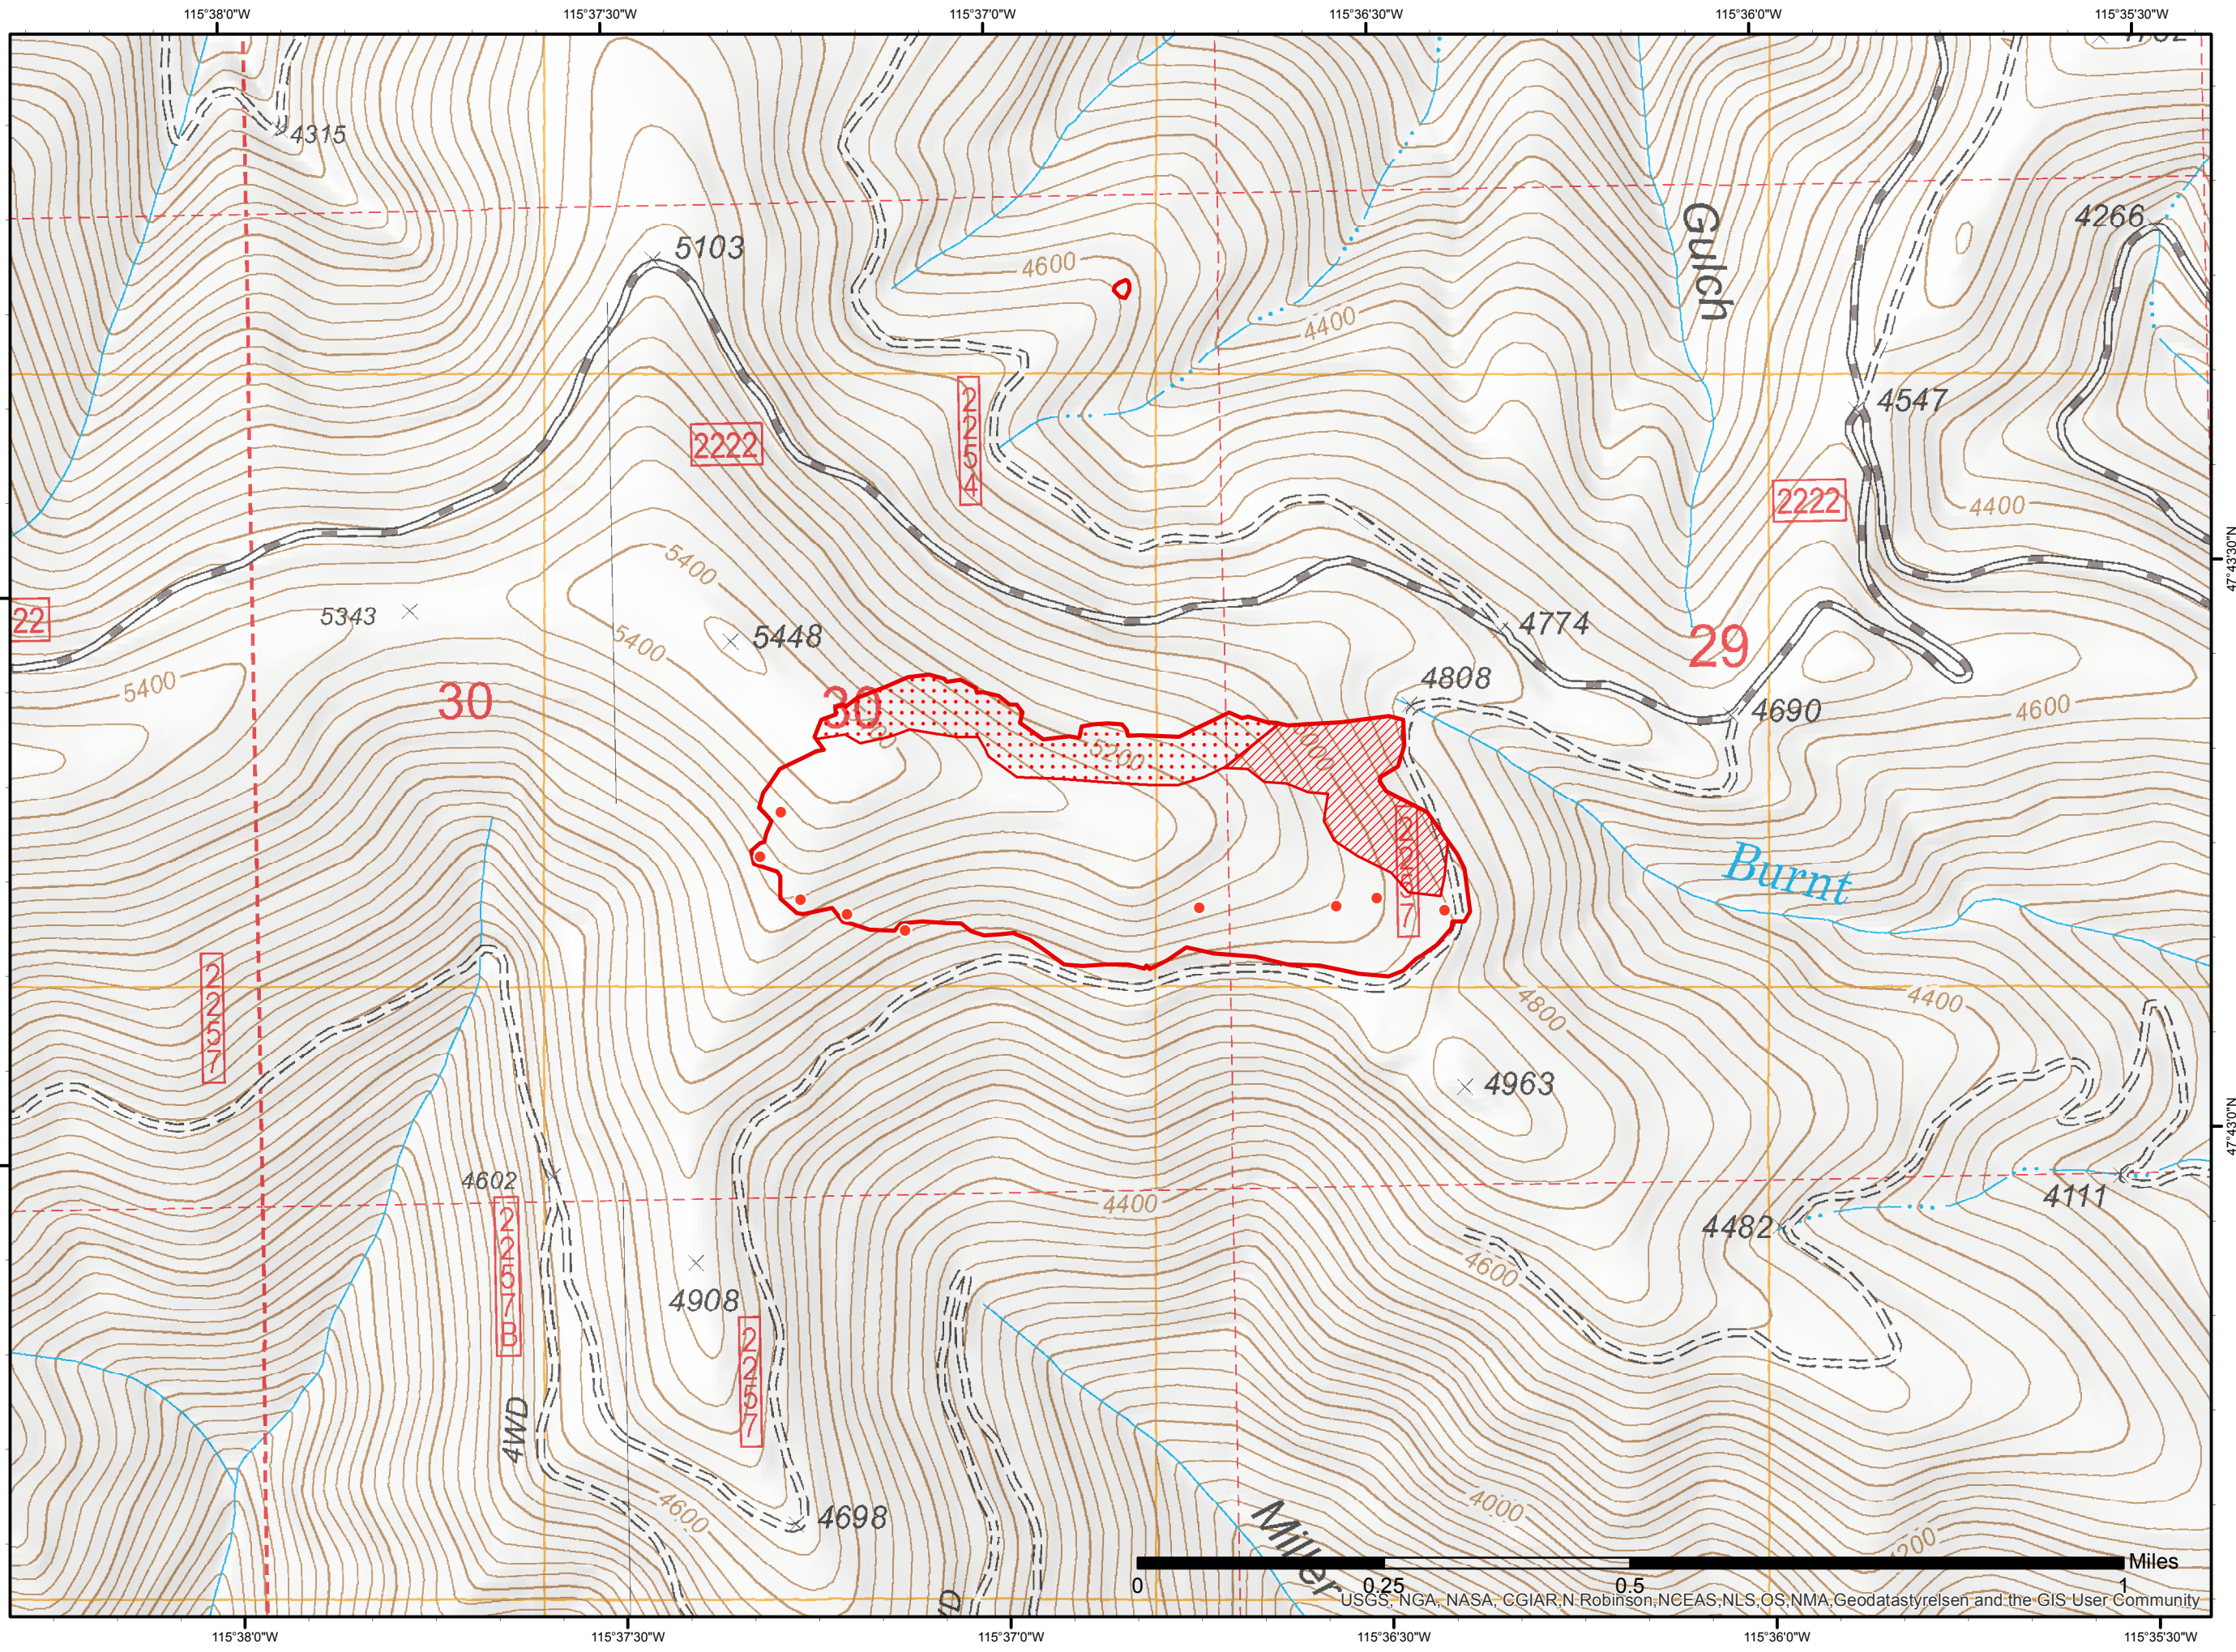 115°38'0"W
115°37'30"W
115°37'0"W
115°36'30"W
115°36'0"W
115°35'30"W
4315
4266
Gulch
5103
4600
4400
4547
2254
2222
2222
4400
47°43'30"N
5400
5343
22
5448
5400
4774
29
4808
5400
30
30
4690
4600
5200
2257
Burnt
2257
4800
4400
4963
47°43'0"N
4602
4400
4111
4482
2257B
4600
4908
2257
4WD
4600
4698
4000
Miller
Miles
0
0.25
0.5
1
USGS, NGA, NASA, CGIAR,N Robinson,NCEAS,NLS,OS,NMA,Geodatastyrelsen and the GIS User Community
115°38'0"W
115°37'30"W
115°37'0"W
115°36'30"W
115°36'0"W
115°35'30"W